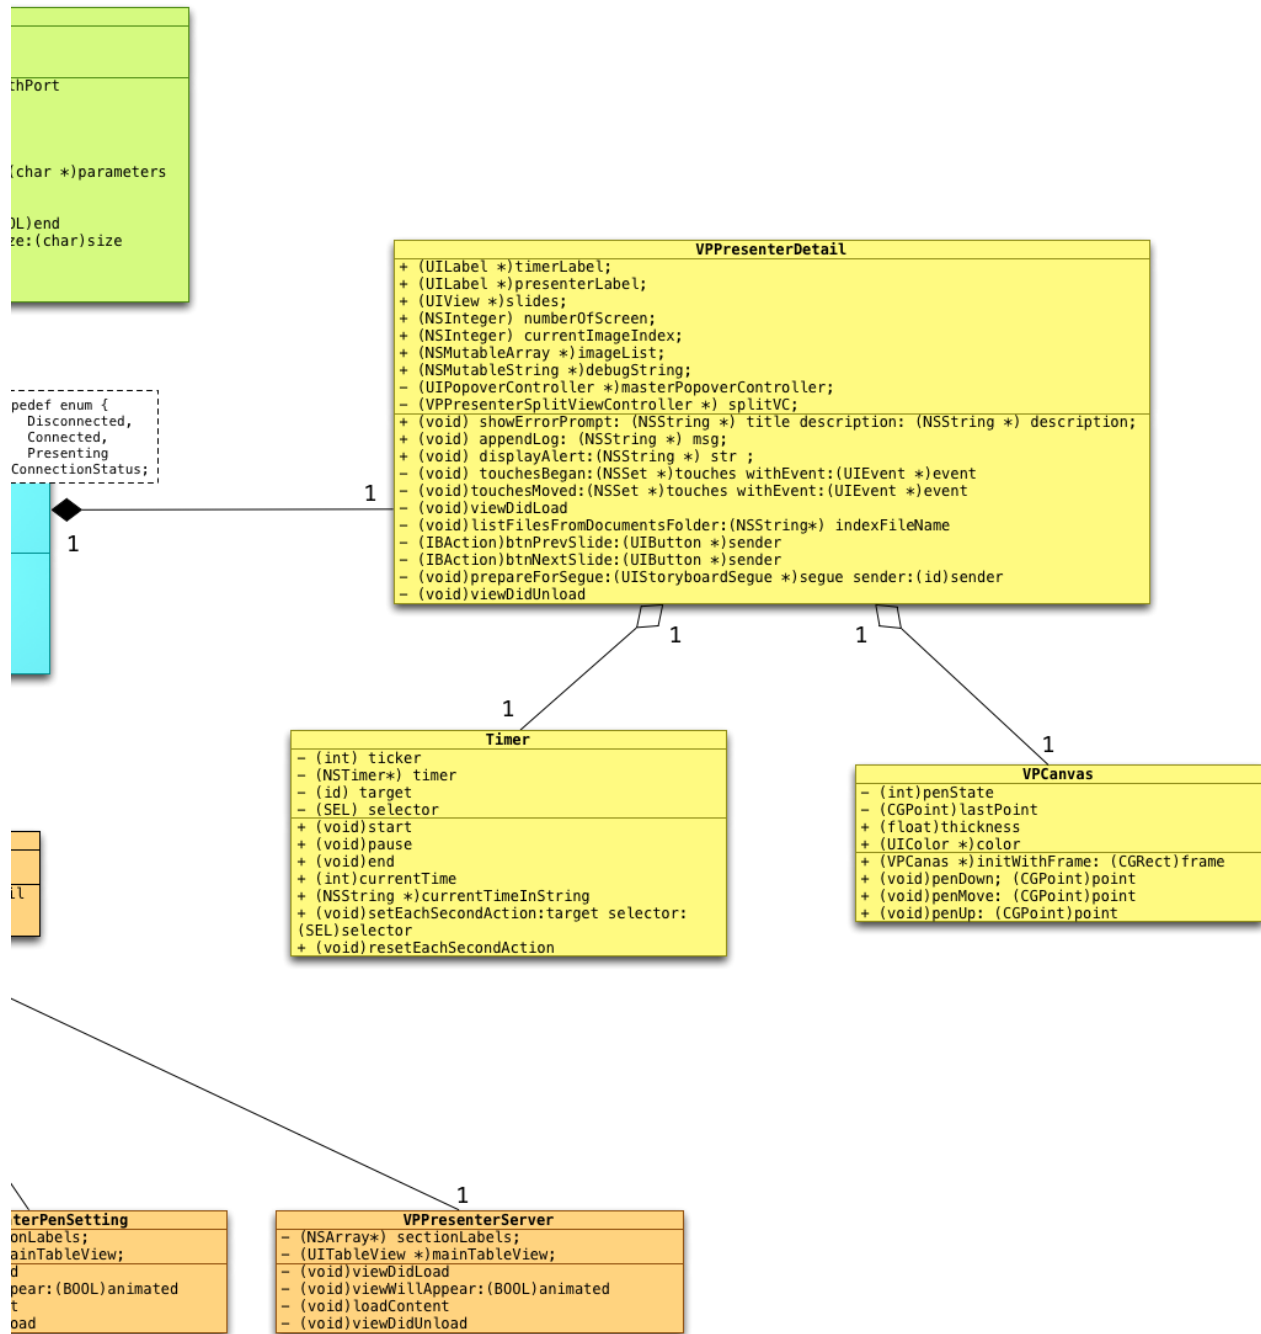 thPort
(char *)parameters
OL)end
ze:(char)size
VPPresenterDetail
+ (UILabel *)timerLabel;
+ (UILabel *)presenterLabel;
+ (UIView *)slides;
+ (NSInteger) numberOfScreen;
+ (NSInteger) currentImageIndex;
+ (NSMutableArray *)imageList;
+ (NSMutableString *)debugString;
− (UIPopoverController *)masterPopoverController;
− (VPPresenterSplitViewController *) splitVC;
+ (void) showErrorPrompt: (NSString *) title description: (NSString *) description;
+ (void) appendLog: (NSString *) msg;
+ (void) displayAlert:(NSString *) str ;
− (void) touchesBegan:(NSSet *)touches withEvent:(UIEvent *)event
− (void)touchesMoved:(NSSet *)touches withEvent:(UIEvent *)event
− (void)viewDidLoad
− (void)listFilesFromDocumentsFolder:(NSString*) indexFileName
− (IBAction)btnPrevSlide:(UIButton *)sender
− (IBAction)btnNextSlide:(UIButton *)sender
− (void)prepareForSegue:(UIStoryboardSegue *)segue sender:(id)sender
− (void)viewDidUnload
pedef enum {
Disconnected,
Connected,
Presenting
ConnectionStatus;
1
1
1
1
1
1
Timer
− (int) ticker
− (NSTimer*) timer
− (id) target
− (SEL) selector
+ (void)start
+ (void)pause
+ (void)end
+ (int)currentTime
+ (NSString *)currentTimeInString
+ (void)setEachSecondAction:target selector:
(SEL)selector
+ (void)resetEachSecondAction
VPCanvas
− (int)penState
− (CGPoint)lastPoint
+ (float)thickness
+ (UIColor *)color
+ (VPCanas *)initWithFrame: (CGRect)frame
+ (void)penDown; (CGPoint)point
+ (void)penMove: (CGPoint)point
+ (void)penUp: (CGPoint)point
il
1
terPenSetting
onLabels;
ainTableView;
d
pear:(BOOL)animated
t
oad
VPPresenterServer
− (NSArray*) sectionLabels;
− (UITableView *)mainTableView;
− (void)viewDidLoad
− (void)viewWillAppear:(BOOL)animated
− (void)loadContent
− (void)viewDidUnload